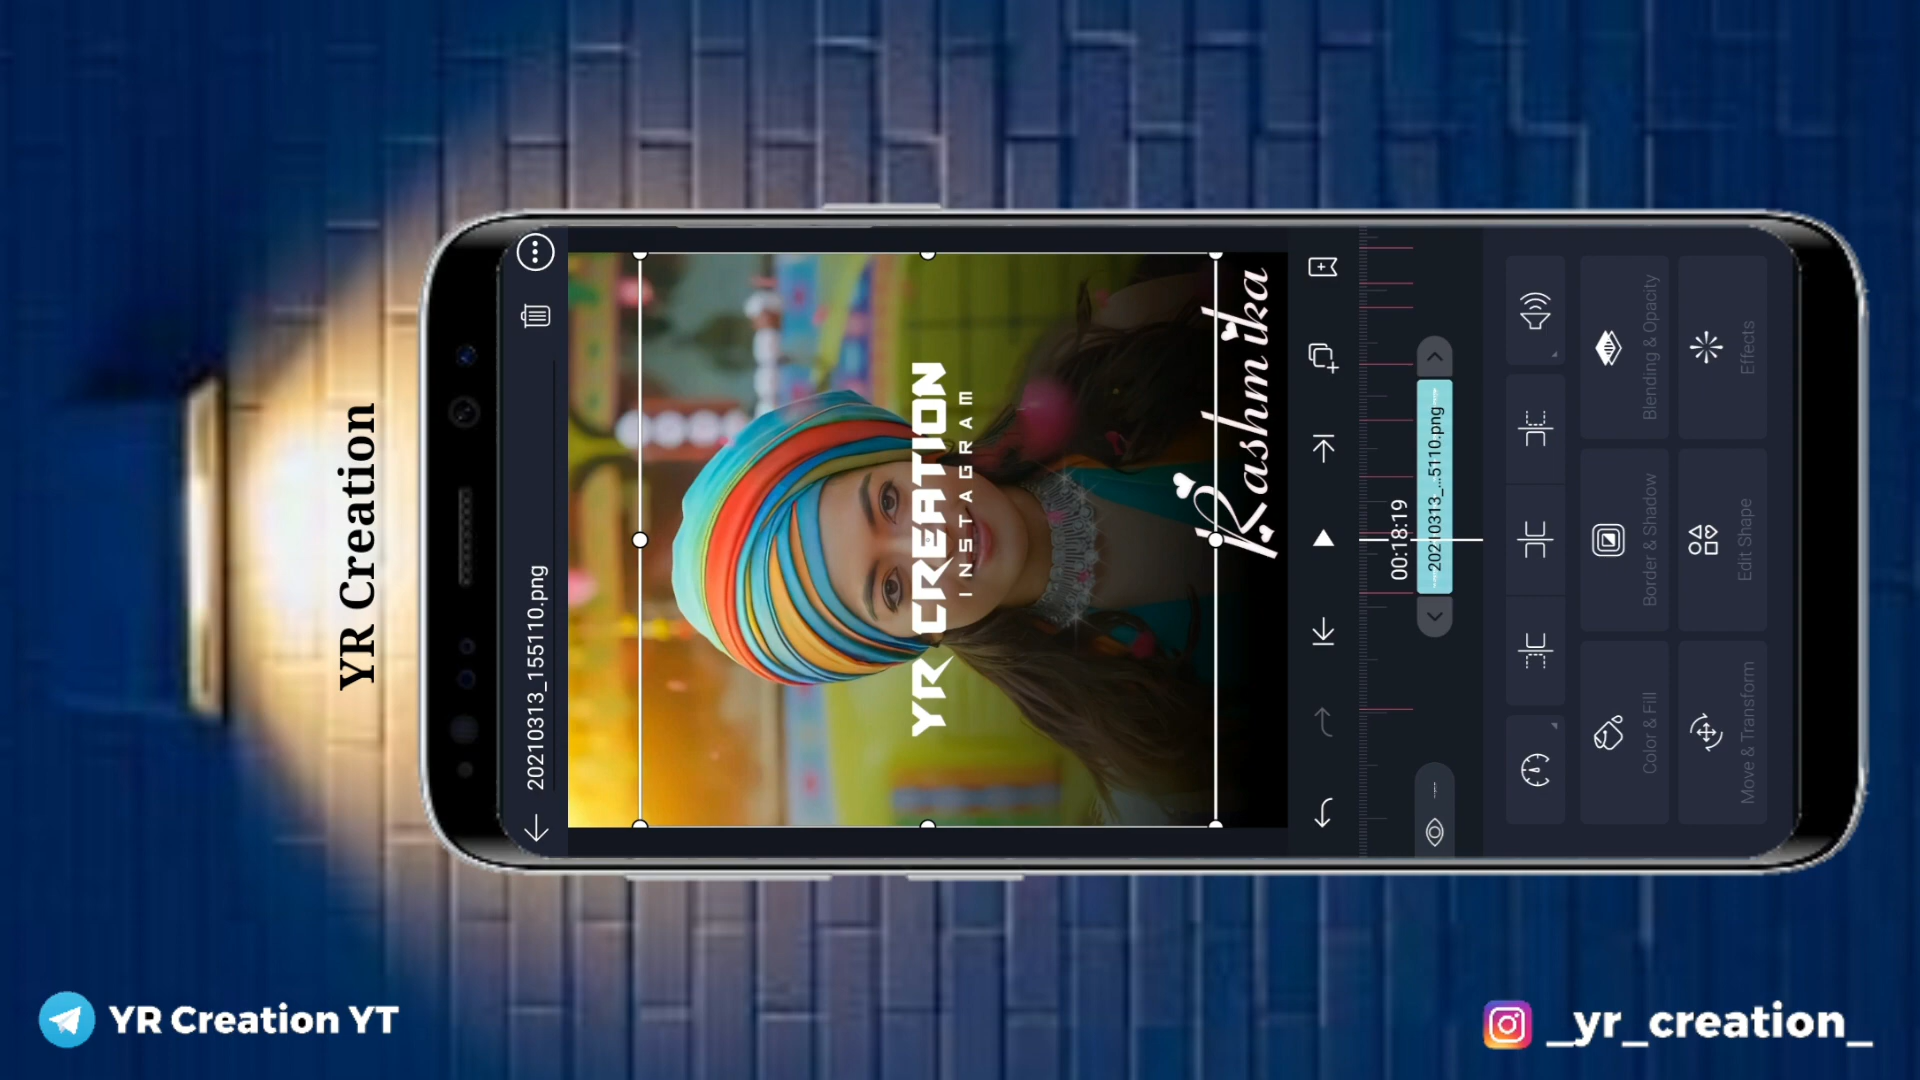 YR Creation
20210313_155110.png
YR CREATION
INSTAGRAM
Rashmika
00:18:19
20210313_...5110.png
Color & Fill
Border & Shadow
Blending & Opacity
Move & Transform
Edit Shape
Effects
YR Creation YT
_yr_creation_